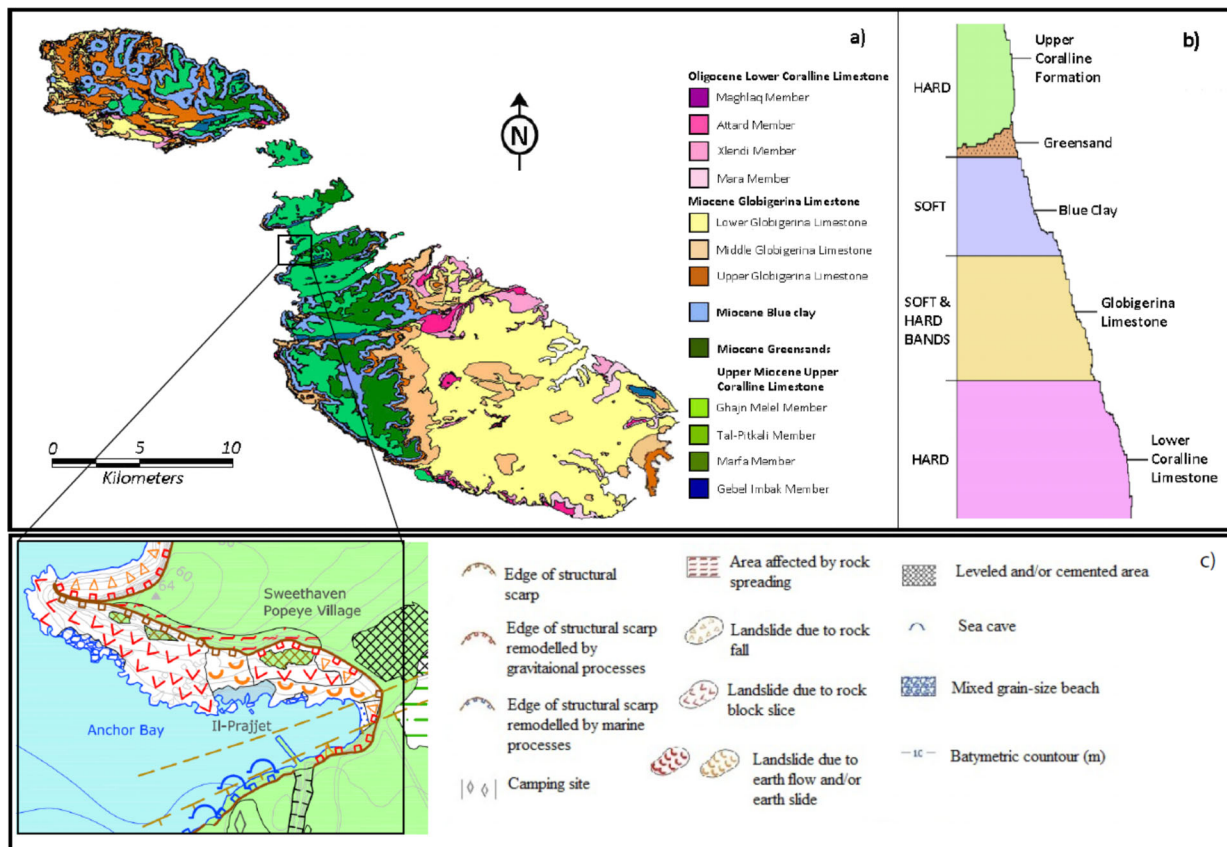 a)
N
0 5 10
Kilometers
Oligocene Lower Coralline Limestone
Maghlaq Member
Attard Member
Xlendi Member
Mara Member
Miocene Globigerina Limestone
Lower Globigerina Limestone
Middle Globigerina Limestone
Upper Globigerina Limestone
Miocene Blue clay
Miocene Greensands
Upper Miocene Upper
Coralline Limestone
Ghajn Melel Member
Tal-Pitkali Member
Marfa Member
Gebel Imbak Member
b)
HARD
Upper
Coralline
Formation
Greensand
SOFT
Blue Clay
SOFT &
HARD
BANDS
Globigerina
Limestone
HARD
Lower
Coralline
Limestone
60
64
Sweethaven
Popeye Village
Anchor Bay
Il-Prajjet
c)
Edge of structural
scarp
Edge of structural scarp
remodelled by
gravitaional processes
Edge of structural scarp
remodelled by marine
processes
Camping site
Area affected by rock
spreading
Landslide due to rock
fall
Landslide due to rock
block slice
Landslide due to
earth flow and/or
earth slide
Leveled and/or cemented area
Sea cave
Mixed grain-size beach
Batymetric countour (m)